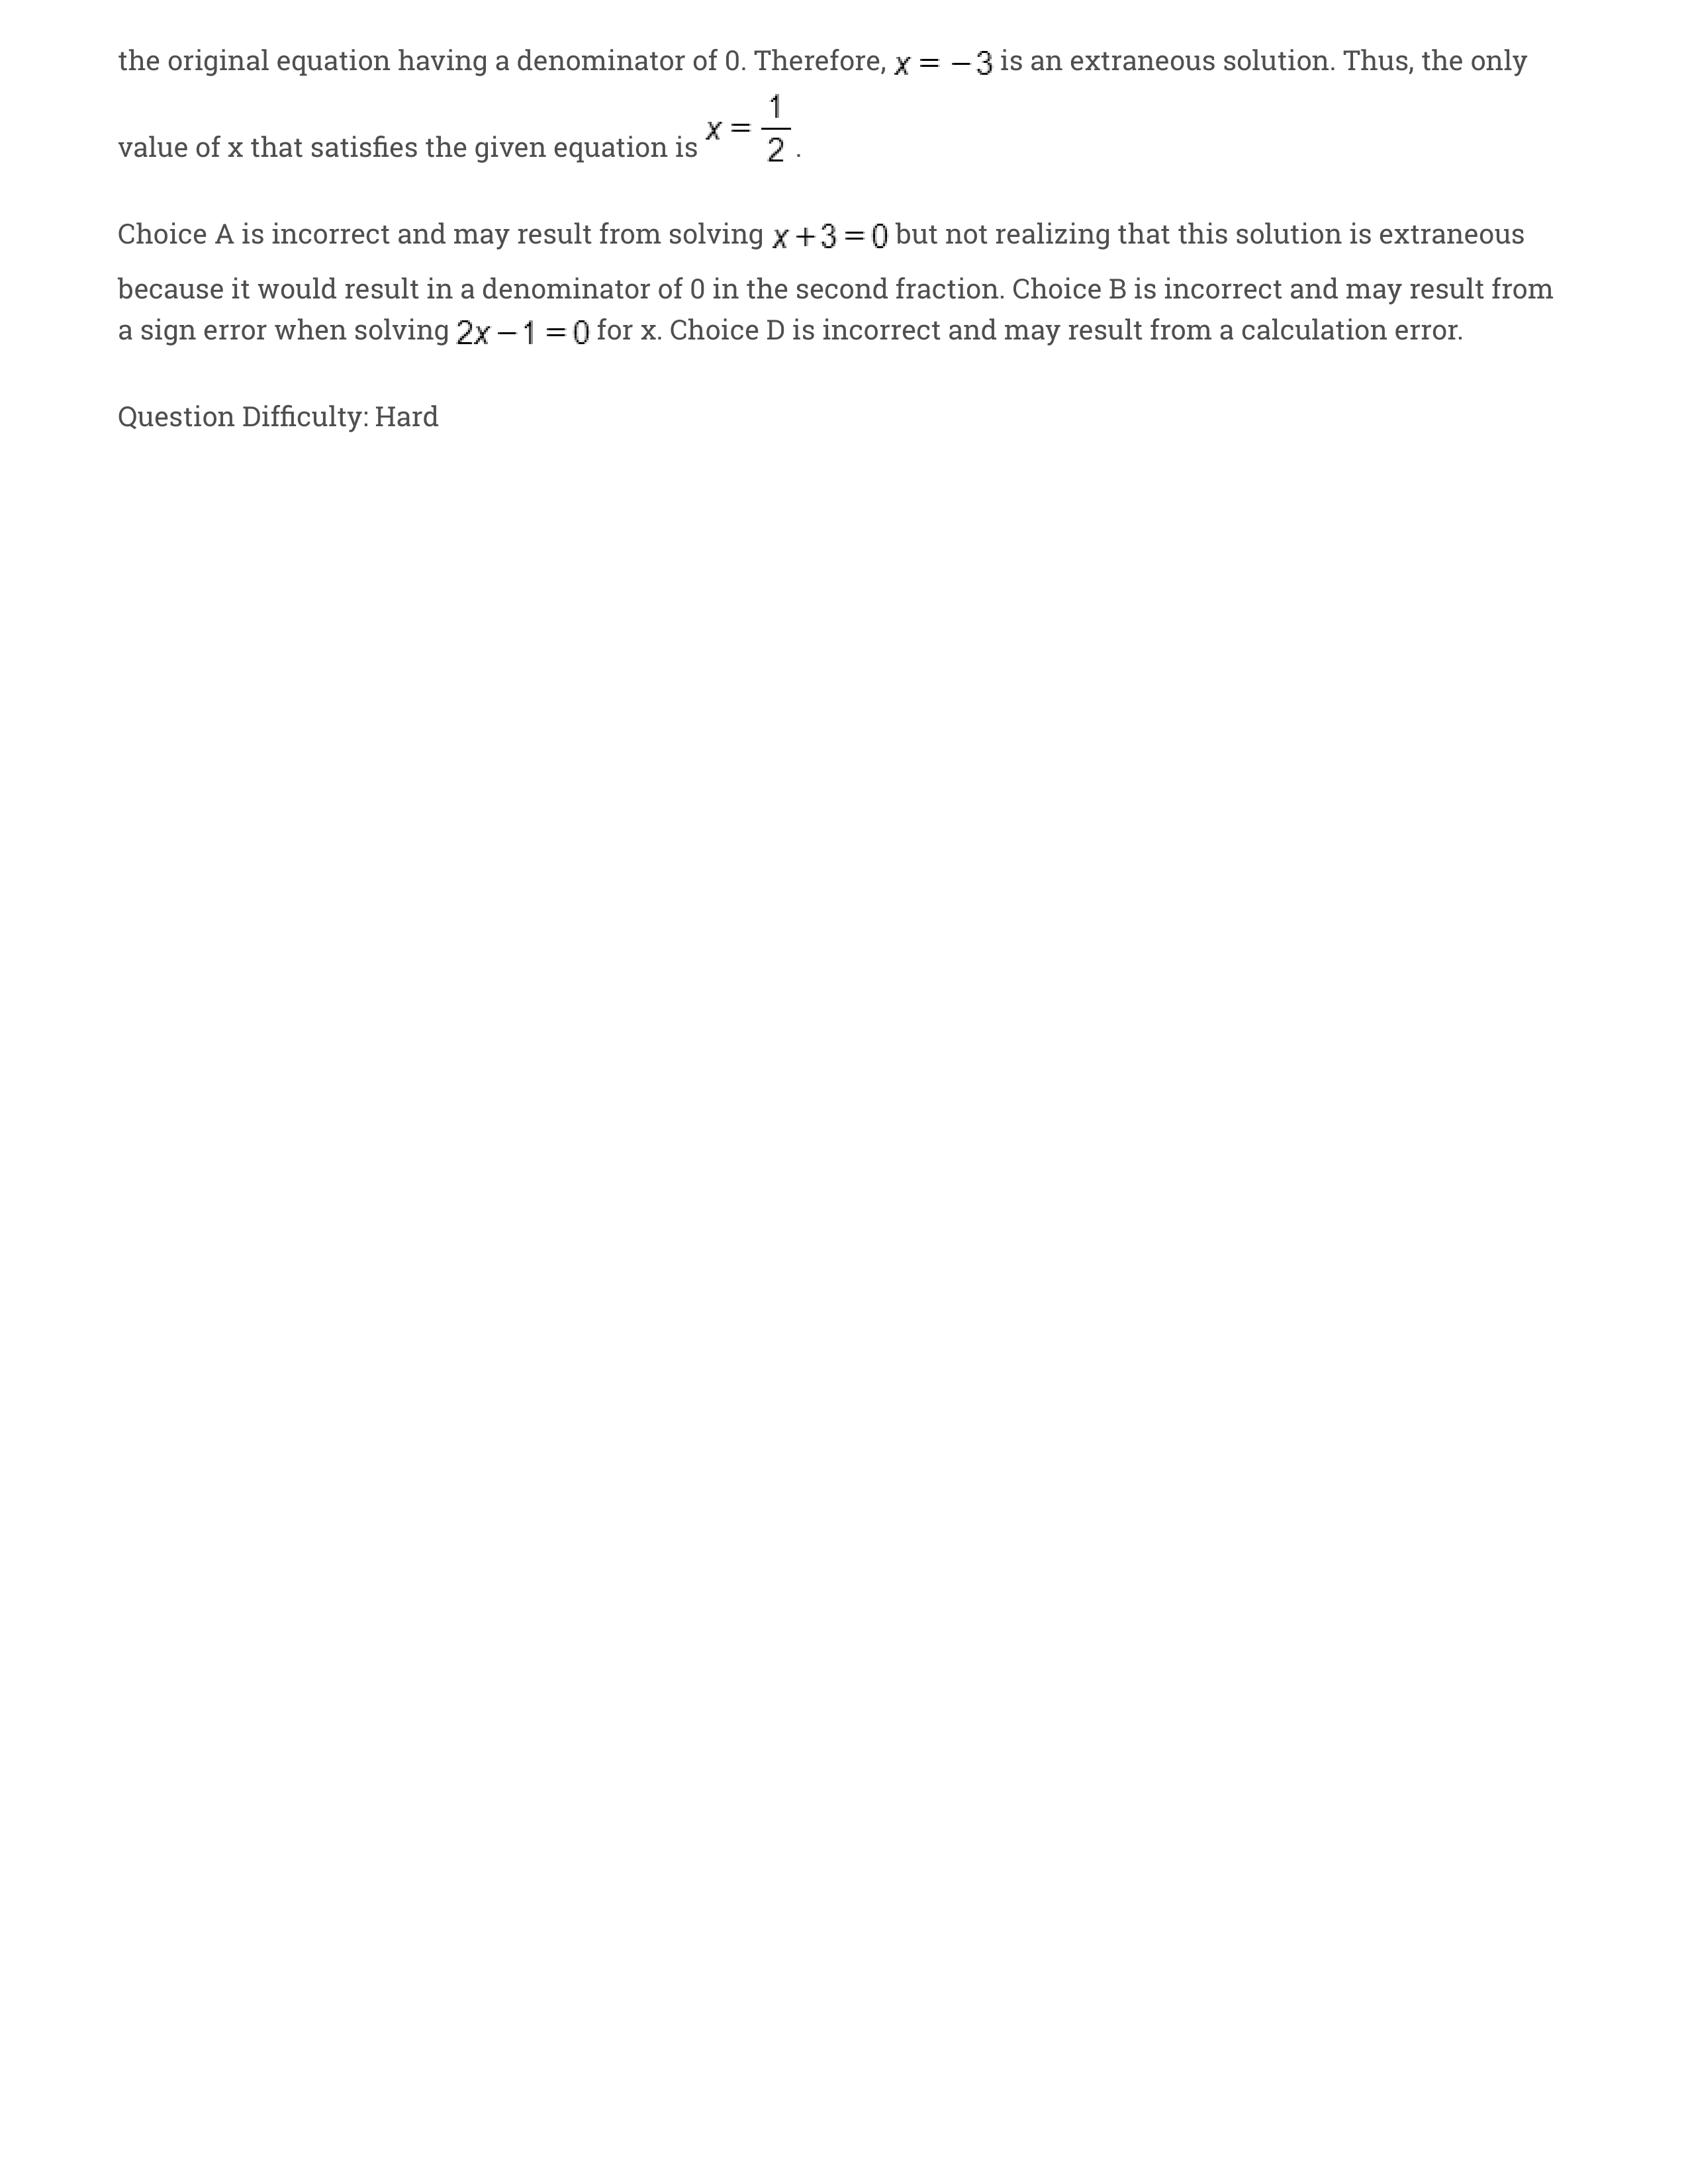 the original equation having a denominator of 0. Therefore, x = −3 is an extraneous solution. Thus, the only
value of x that satisfies the given equation is x = 1/2.
Choice A is incorrect and may result from solving x + 3 = 0 but not realizing that this solution is extraneous
because it would result in a denominator of 0 in the second fraction. Choice B is incorrect and may result from
a sign error when solving 2x − 1 = 0 for x. Choice D is incorrect and may result from a calculation error.
Question Difficulty: Hard